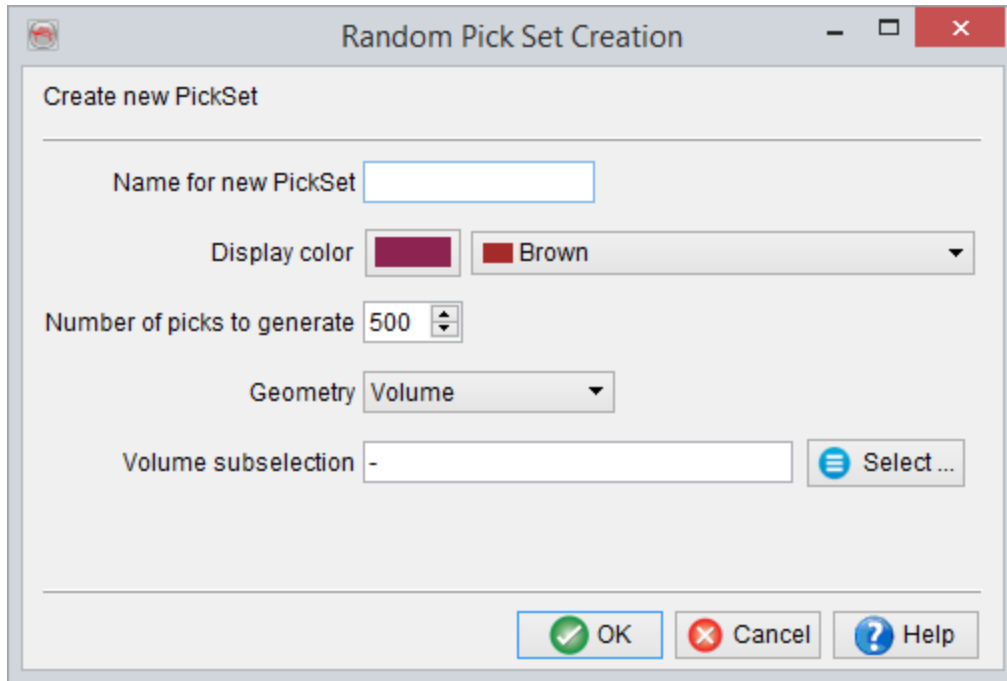 Random Pick Set Creation
Create new PickSet
Name for new PickSet
Display color Brown
Number of picks to generate 500
Geometry Volume
Volume subselection - Select ...
OK Cancel Help